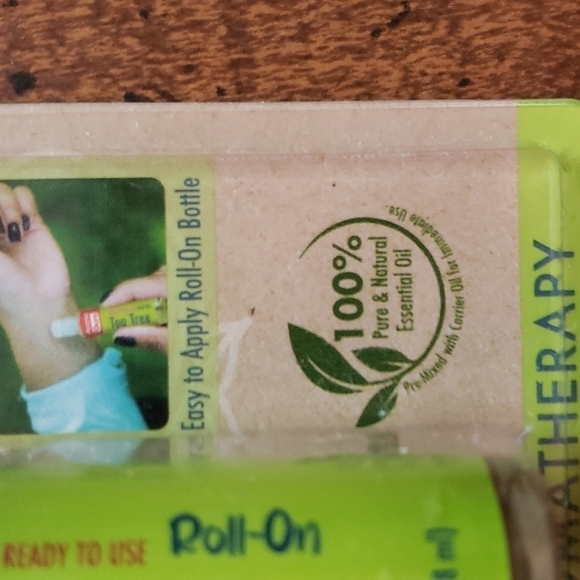 Easy to Apply Roll-On Bottle
Tea Tree
100%
Pure & Natural
Essential Oil
Pre-Mixed with Carrier Oil for Immediate Use.
ATHERAPY
READY TO USE
Roll-On